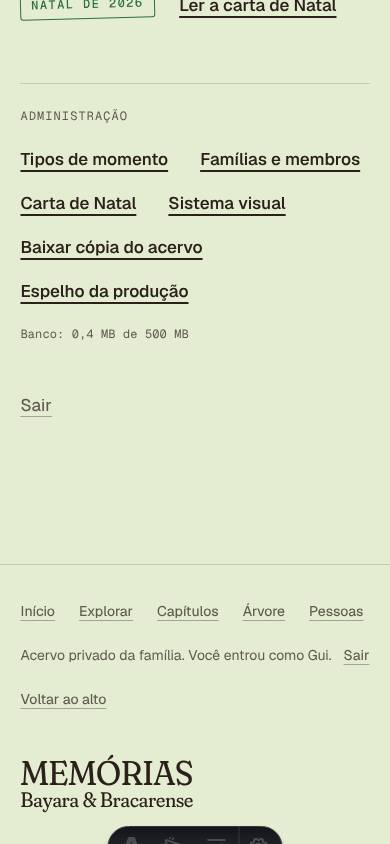 NATAL DE 2026 Ler a carta de Natal
ADMINISTRAÇÃO
Tipos de momento Famílias e membros
Carta de Natal Sistema visual
Baixar cópia do acervo
Espelho da produção
Banco: 0,4 MB de 500 MB
Sair
Início Explorar Capítulos Árvore Pessoas
Acervo privado da família. Você entrou como Gui. Sair
Voltar ao alto
MEMÓRIAS
Bayara & Bracarense